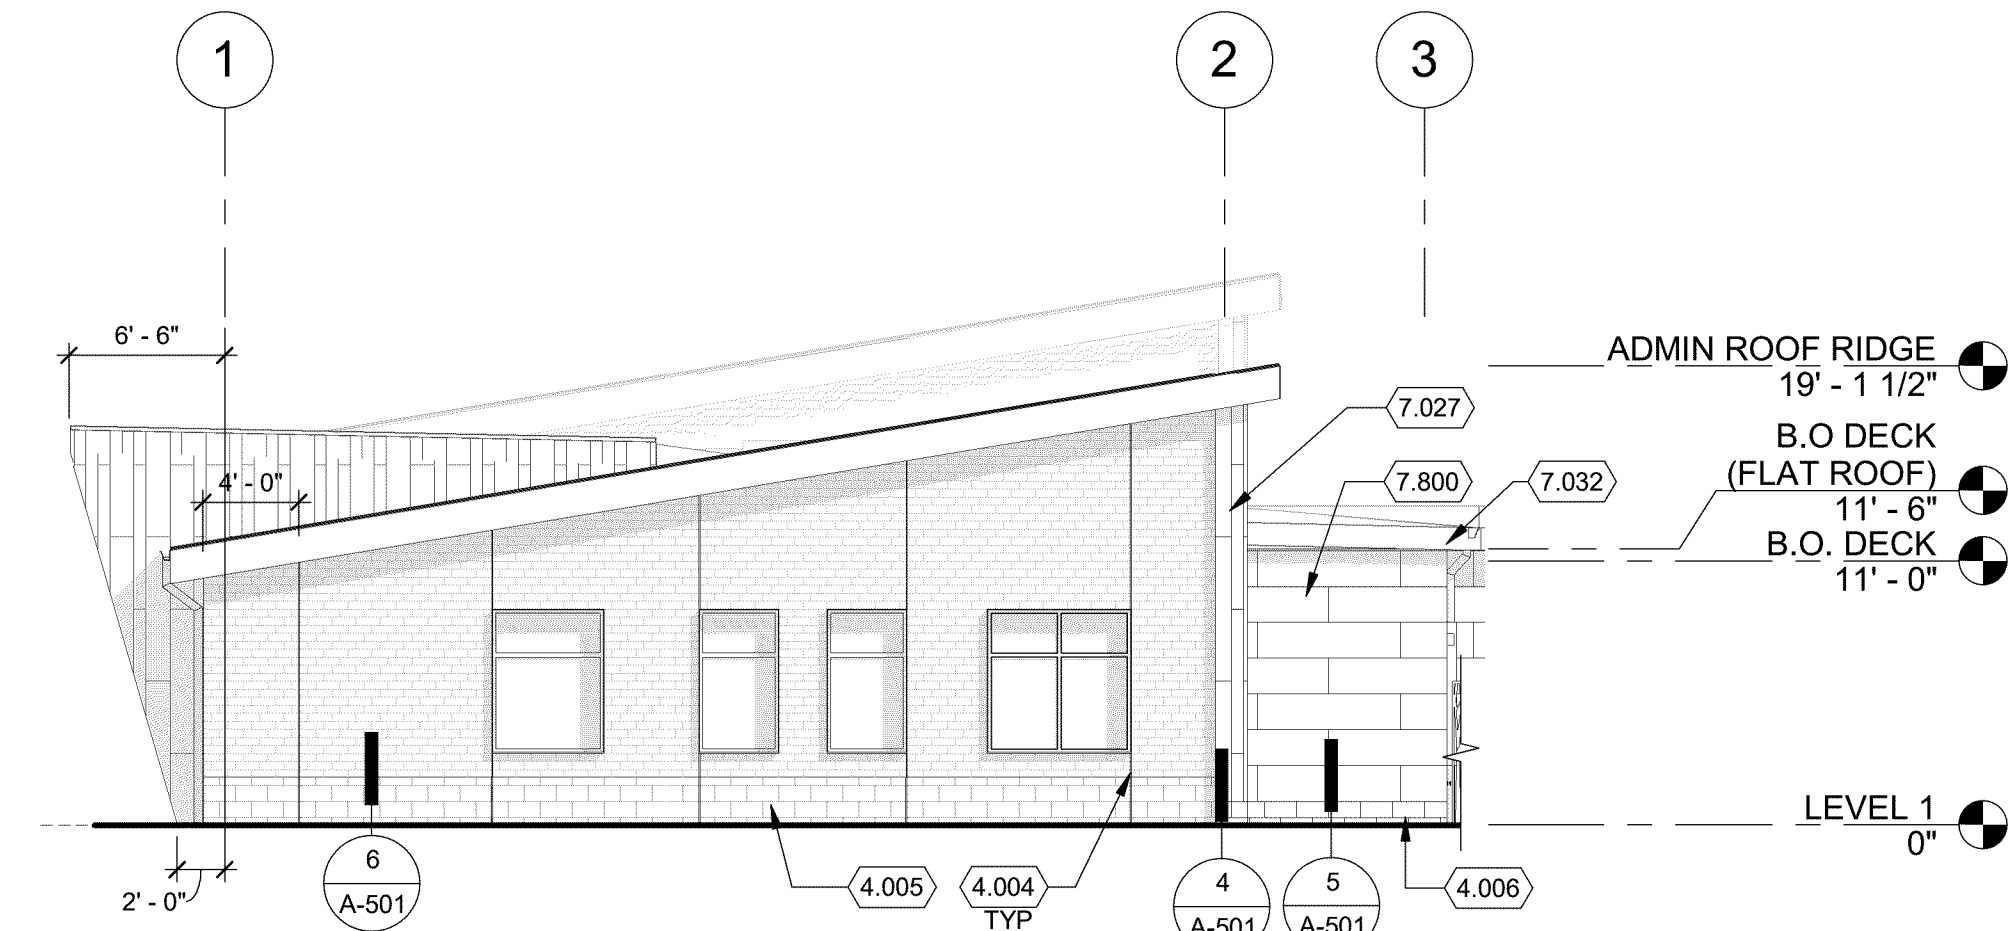 1
2
3
6' - 6"
ADMIN ROOF RIDGE
19' - 1 1/2"
7.027
B.O DECK
(FLAT ROOF)
11' - 6"
7.800
7.032
4' - 0"
B.O. DECK
11' - 0"
LEVEL 1
0"
2' - 0"
6
A-501
4.005
4.004
TYP
4
A-501
5
A-501
4.006